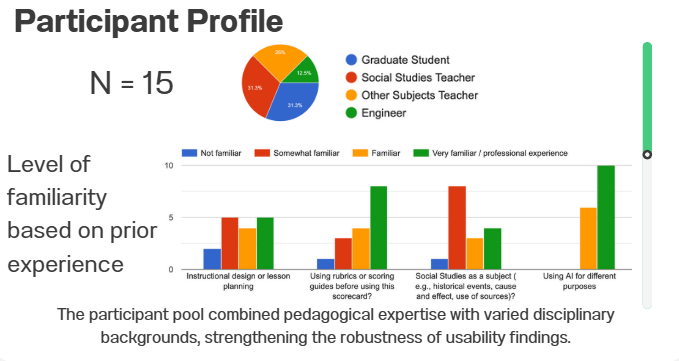 Participant Profile
N = 15
25%
12.5%
31.3%
31.3%
Graduate Student
Social Studies Teacher
Other Subjects Teacher
Engineer
Level of
familiarity
based on prior
experience
Not familiar
Somewhat familiar
Familiar
Very familiar / professional experience
10
5
0
Instructional design or lesson
planning
Using rubrics or scoring
guides before using this
scorecard?
Social Studies as a subject (
e.g., historical events, cause
and effect, use of sources)?
Using AI for different
purposes
The participant pool combined pedagogical expertise with varied disciplinary
backgrounds, strengthening the robustness of usability findings.